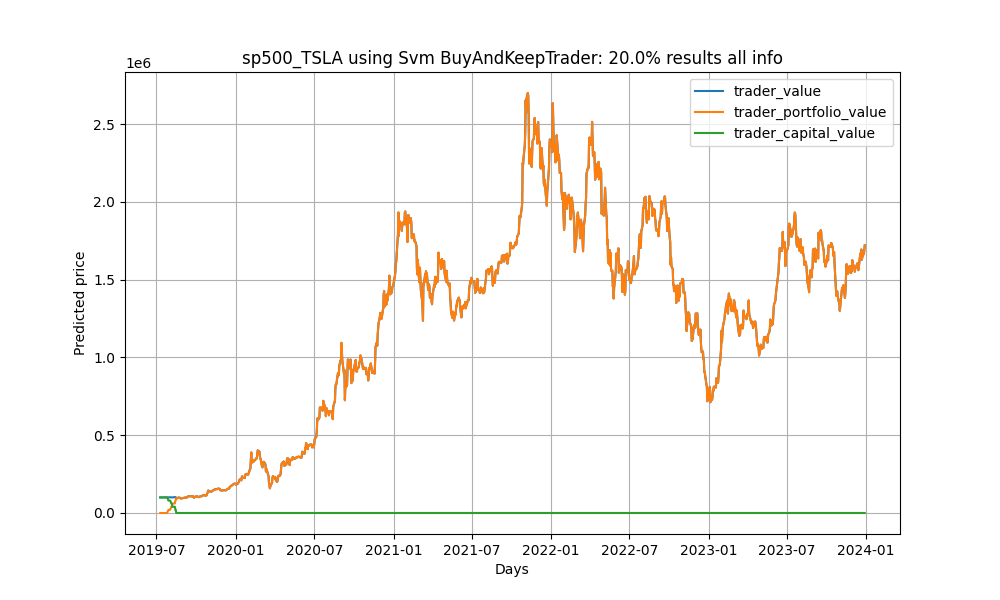 sp500_TSLA using Svm BuyAndKeepTrader: 20.0% results all info
1e6
trader_value
trader_portfolio_value
trader_capital_value
2.5
2.0
1.5
1.0
0.5
0.0
Predicted price
2019-07 2020-01 2020-07 2021-01 2021-07 2022-01 2022-07 2023-01 2023-07 2024-01
Days